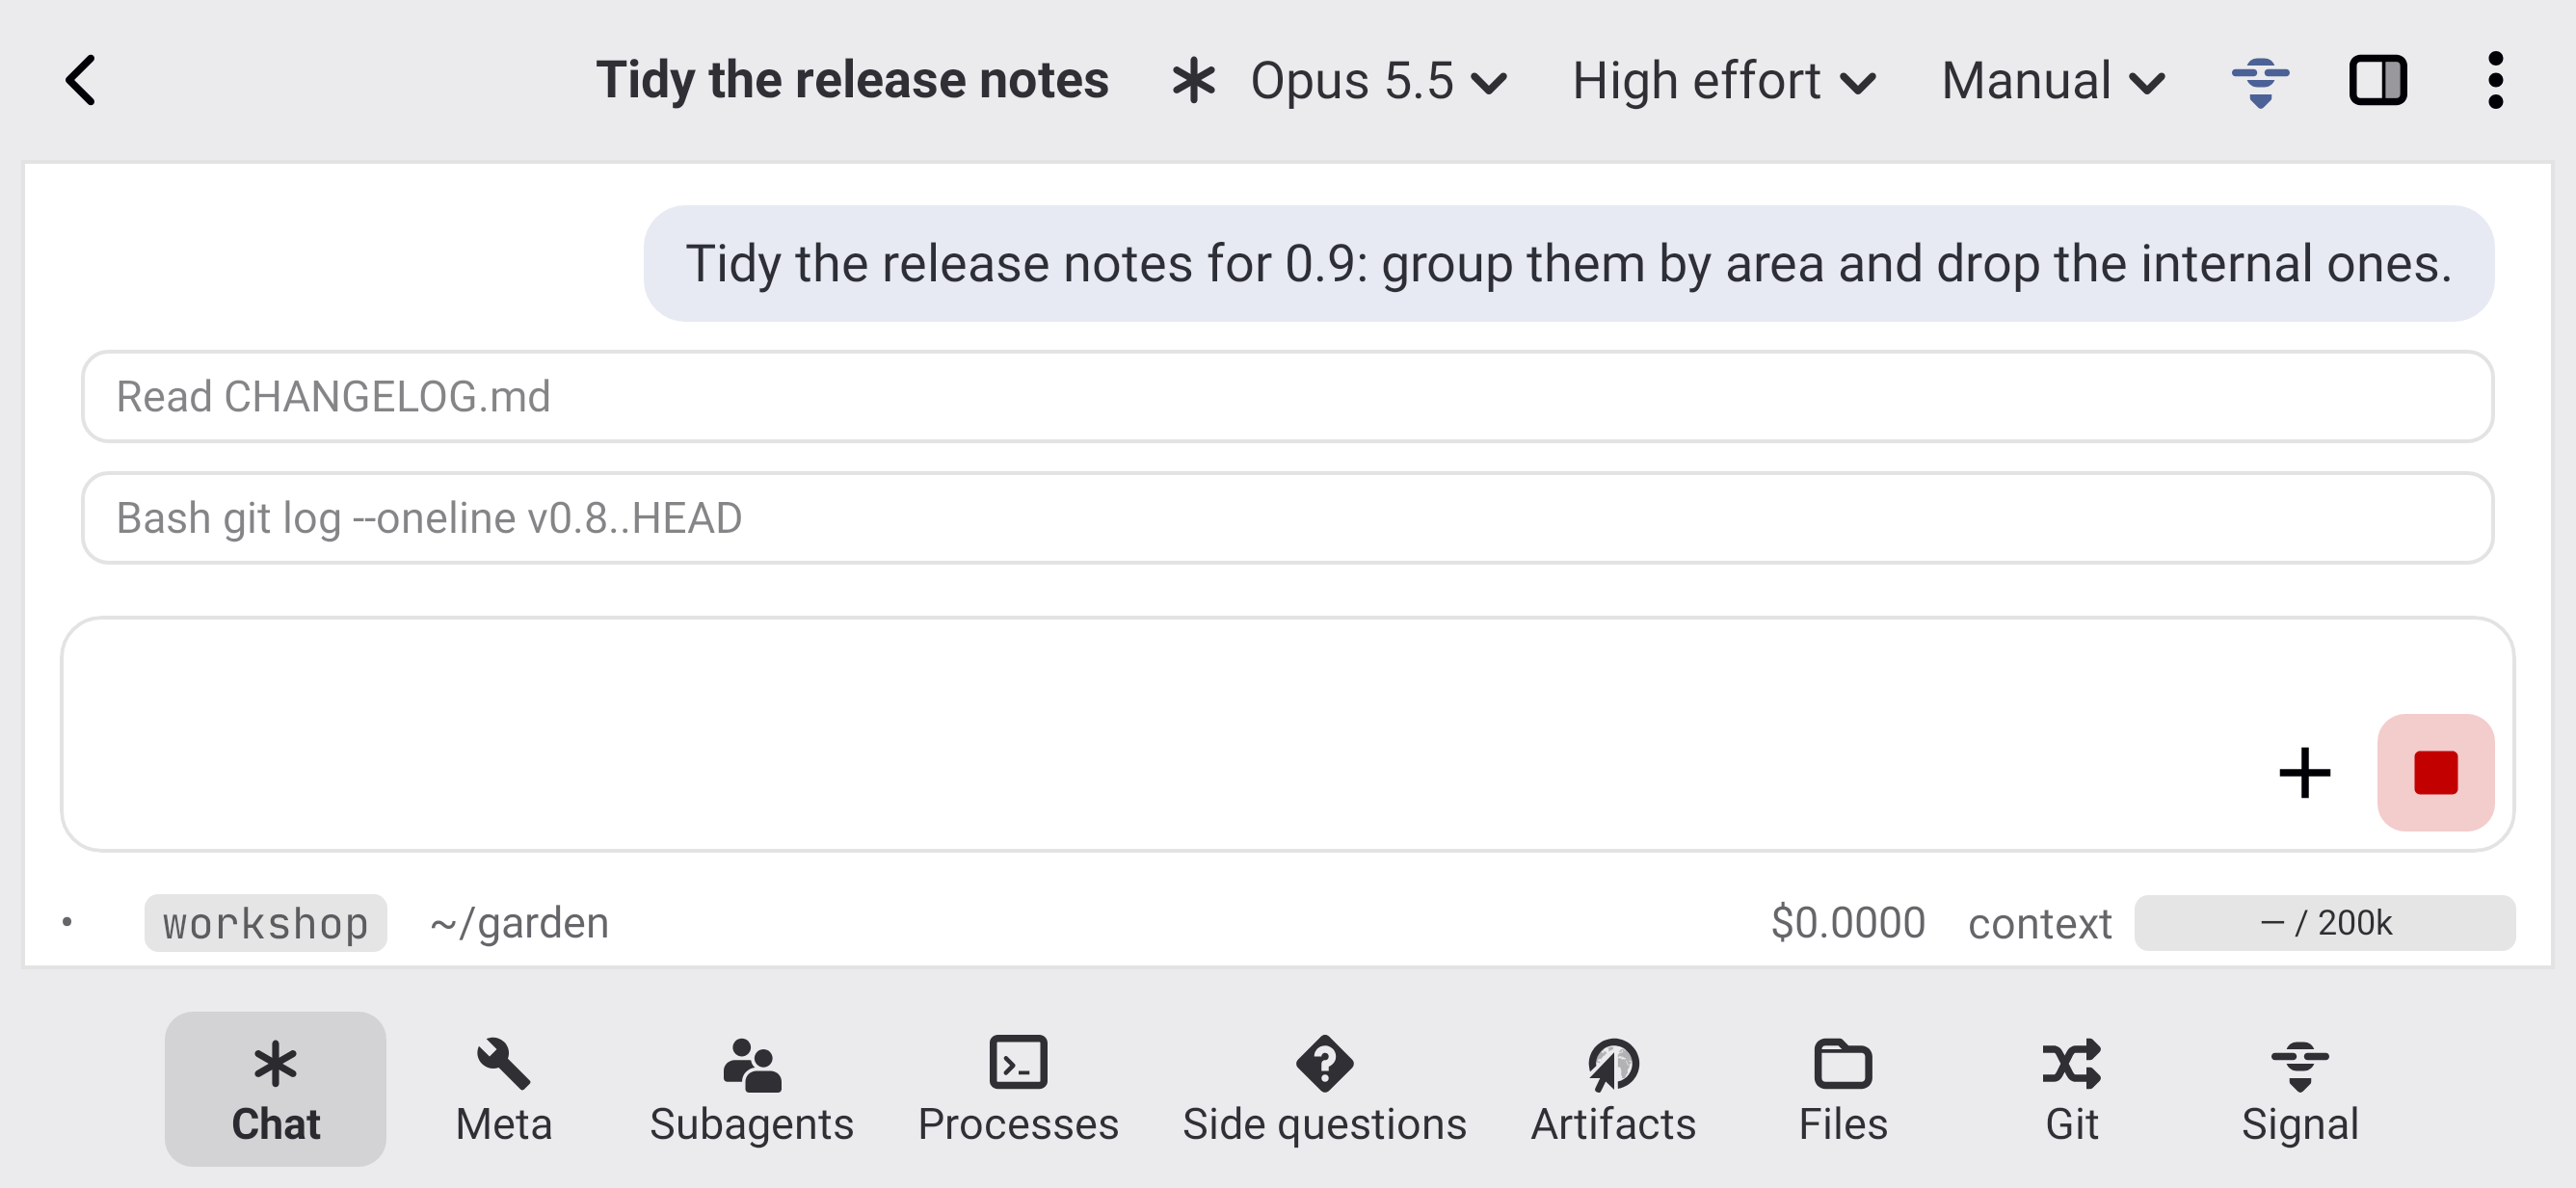 Tidy the release notes
Opus 5.5
High effort
Manual
Tidy the release notes for 0.9: group them by area and drop the internal ones.
Read CHANGELOG.md
Bash git log --oneline v0.8..HEAD
• workshop ~/garden
$0.0000 context — / 200k
Chat
Meta
Subagents
Processes
Side questions
Artifacts
Files
Git
Signal